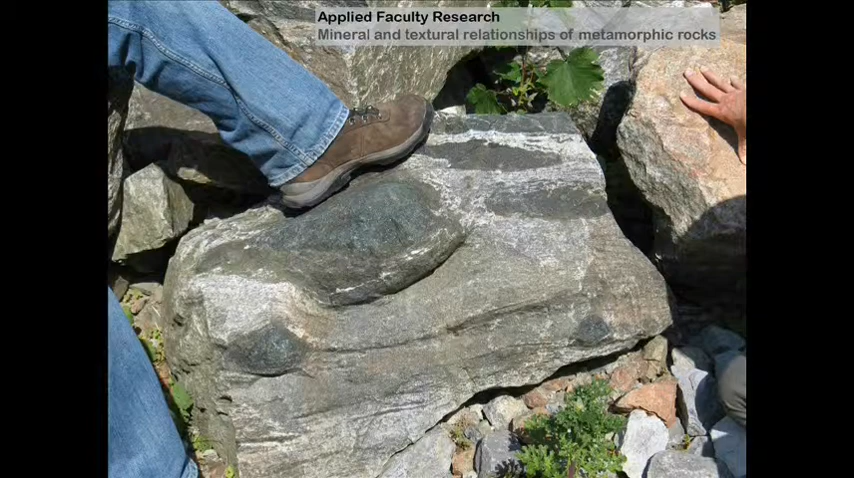 Applied Faculty Research
Mineral and textural relationships of metamorphic rocks